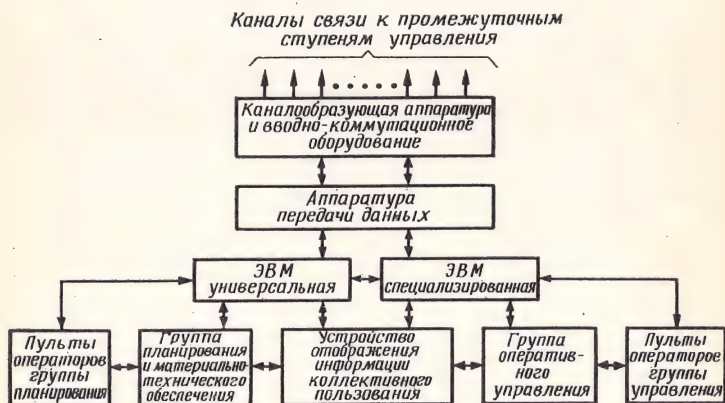 Каналы связи к промежуточным
ступеням управления
Каналообразующая аппаратура
и вводно-коммутационное
оборудование
Аппаратура
передачи данных
ЭВМ
универсальная
ЭВМ
специализированная
Пульты
операторов
группы
планирования
Группа
планирования
и материально-
технического
обеспечения
Устройство
отображения
информации
коллективного
пользования
Группа
оператив-
ного
управления
Пульты
операторов
группы
управления